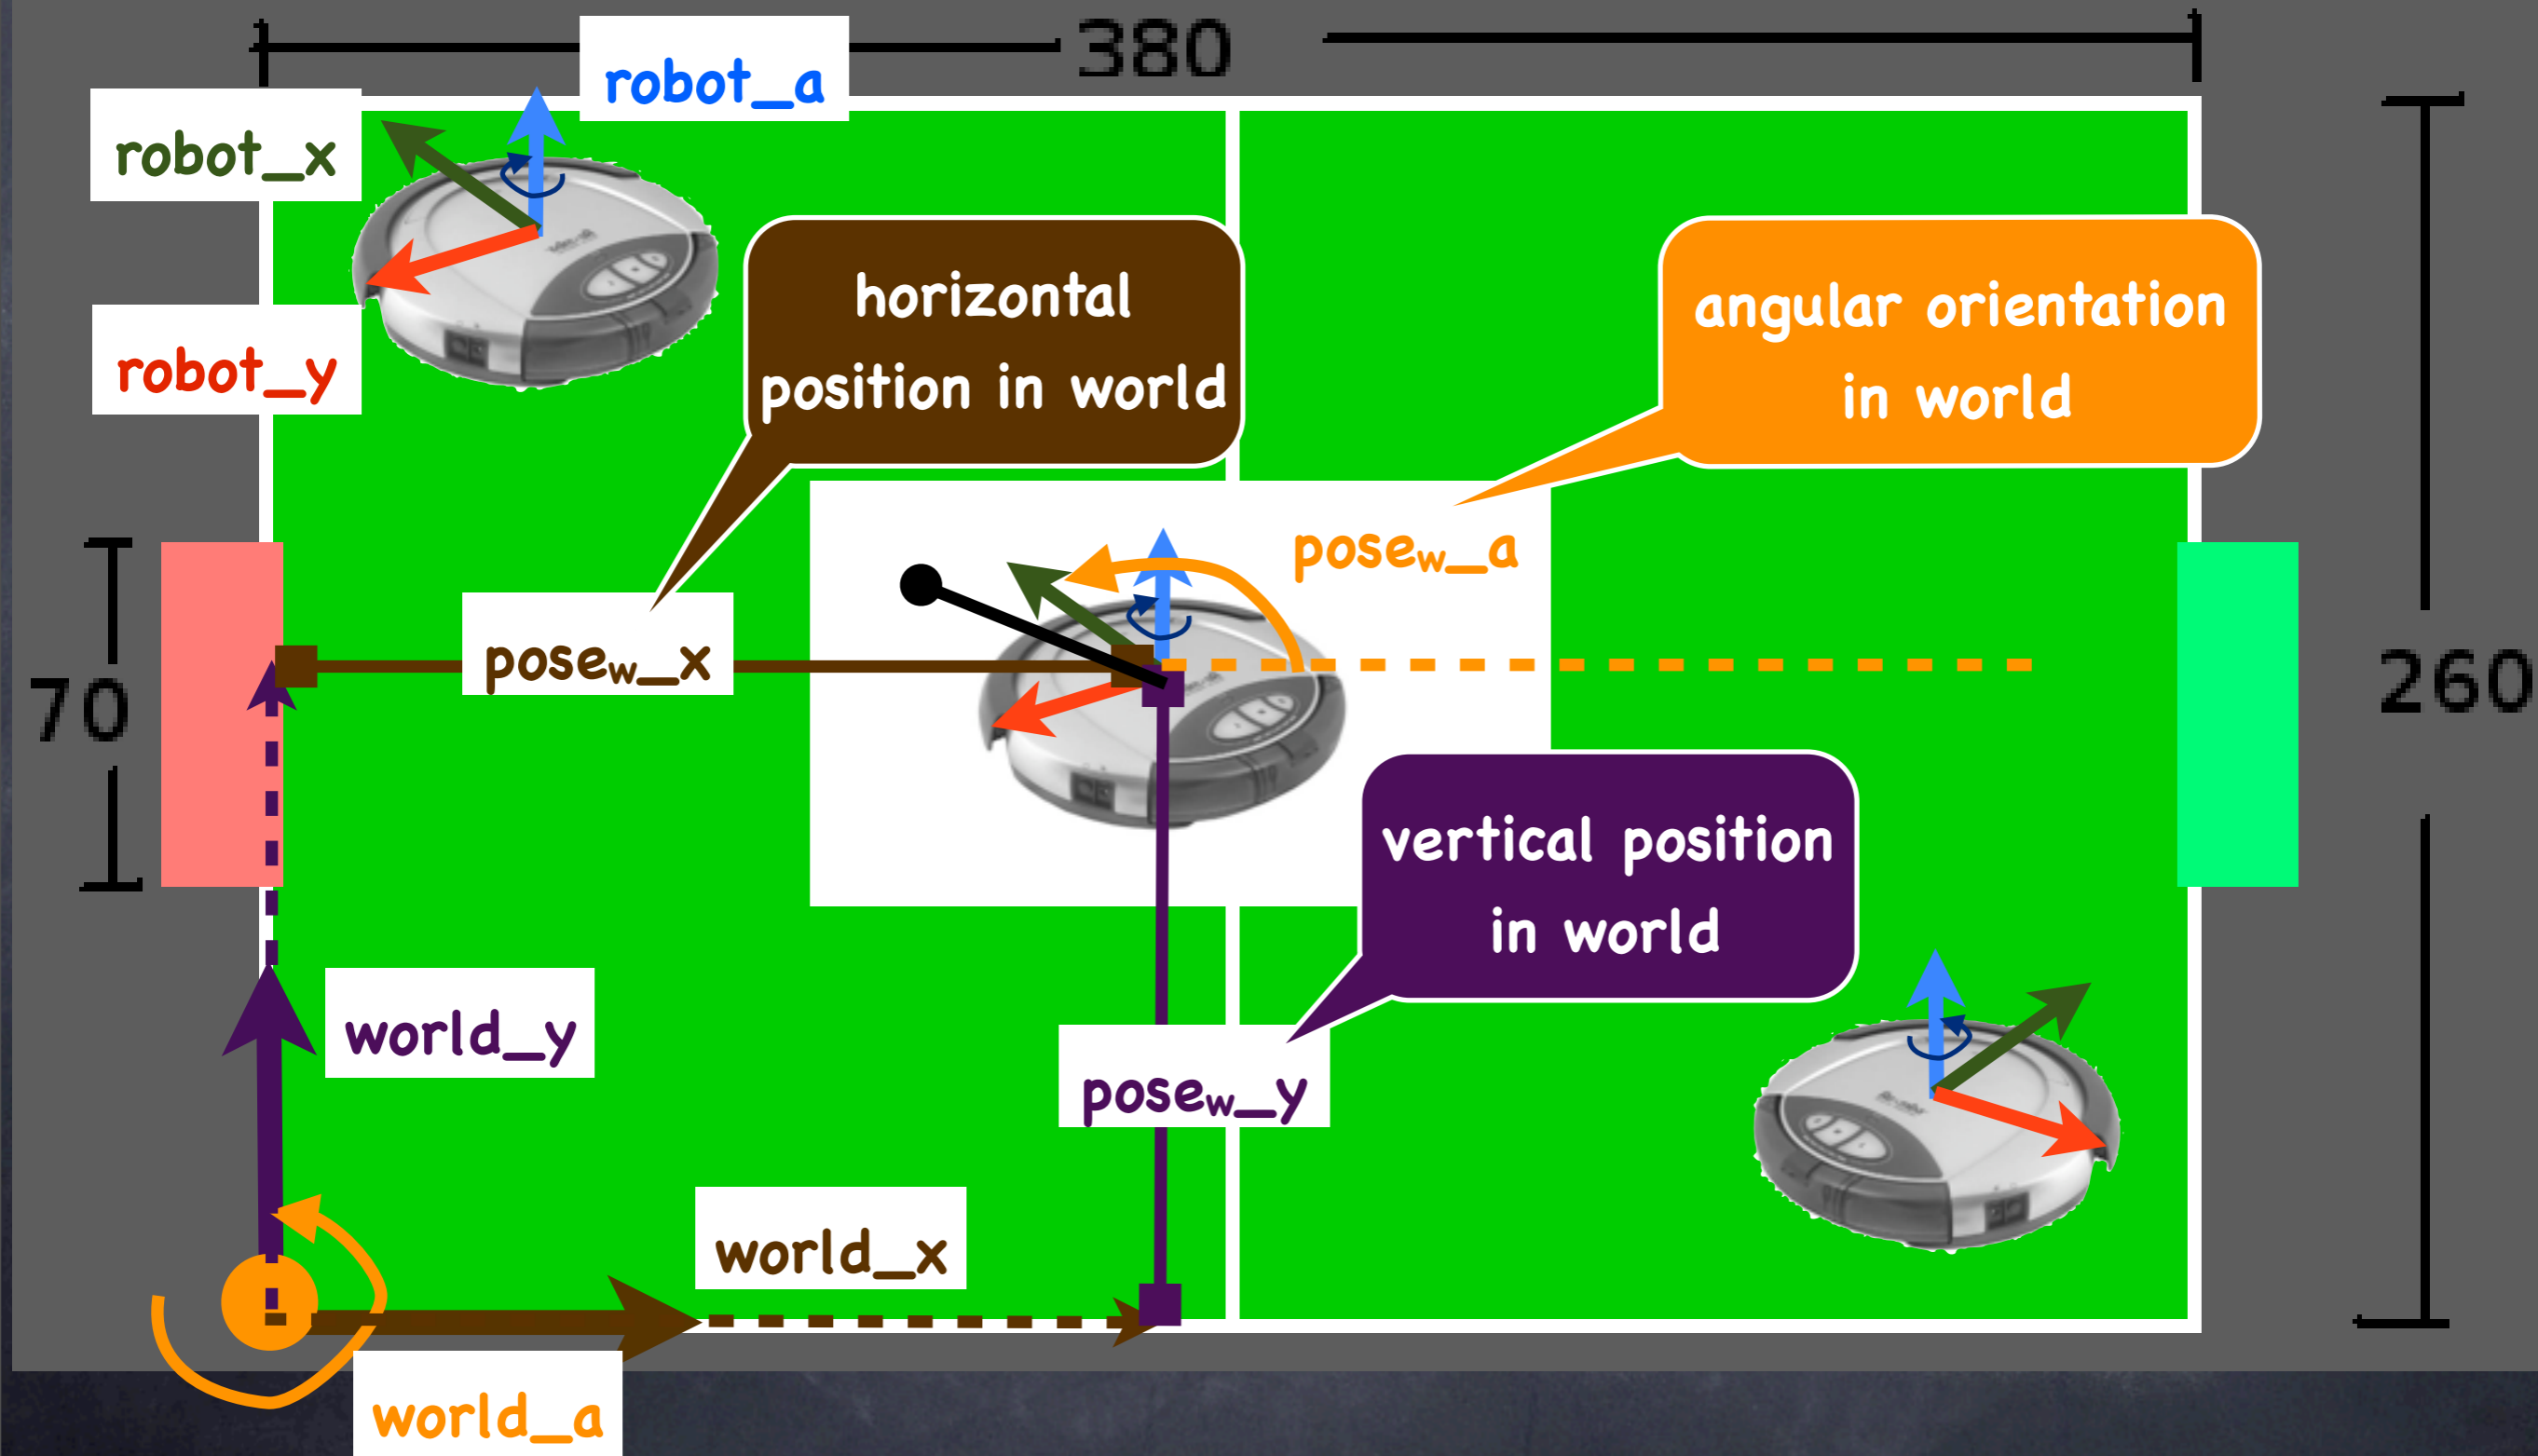 380
robot_a
robot_x
robot_y
horizontal
position in world
angular orientation
in world
posew_a
posew_x
70
260
vertical position
in world
world_y
posew_y
world_x
world_a